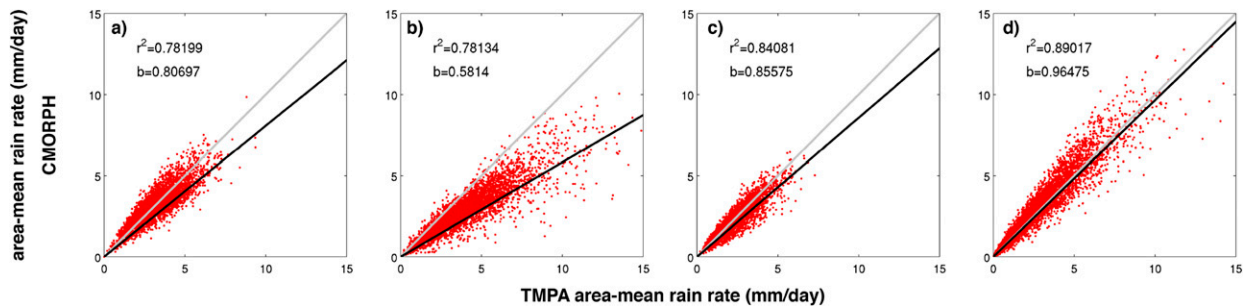 area-mean rain rate (mm/day)
CMORPH
a)
r²=0.78199
b=0.80697
15
10
5
0
0 5 10 15
b)
r²=0.78134
b=0.5814
15
10
5
0
0 5 10 15
c)
r²=0.84081
b=0.85575
15
10
5
0
0 5 10 15
d)
r²=0.89017
b=0.96475
15
10
5
0
0 5 10 15
TMPA area-mean rain rate (mm/day)